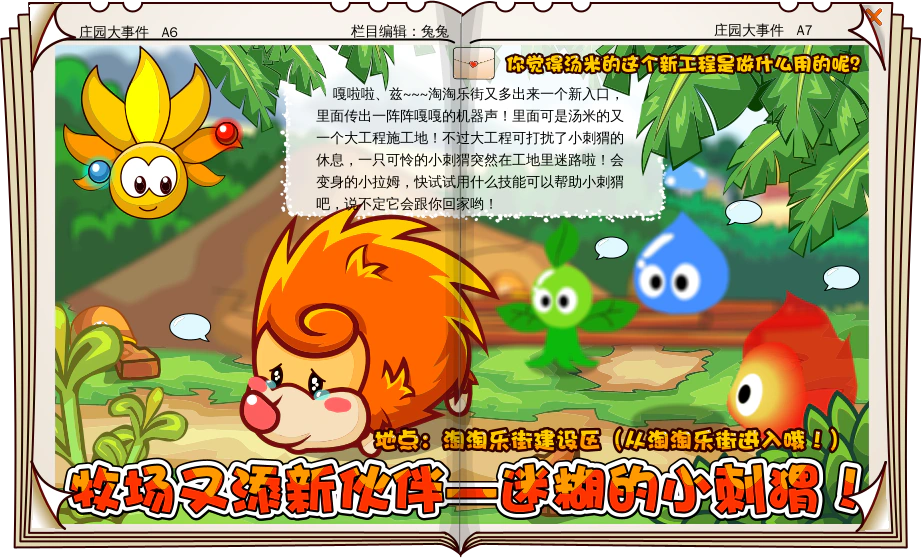 庄园大事件 A6
栏目编辑：兔兔
庄园大事件 A7
你觉得汤米的这个新工程是做什么用的呢？
嘎啦啦、兹~~~淘淘乐街又多出来一个新入口，
里面传出一阵阵嘎嘎的机器声！里面可是汤米的又
一个大工程施工地！不过大工程可打扰了小刺猬的
休息，一只可怜的小刺猬突然在工地里迷路啦！会
变身的小拉姆，快试试用什么技能可以帮助小刺猬
吧，说不定它会跟你回家哟！
地点：淘淘乐街建设区（从淘淘乐街进入哦！）
牧场又添新伙伴—迷糊的小刺猬！